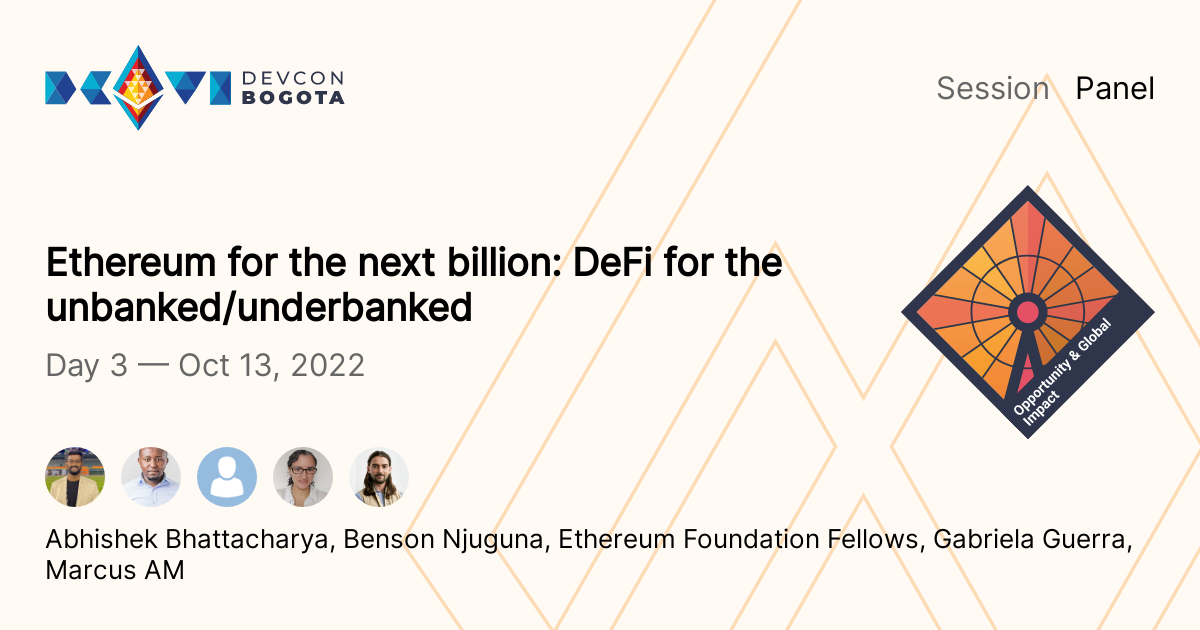 DEVCON
BOGOTA
Session Panel
Ethereum for the next billion: DeFi for the
unbanked/underbanked
Day 3 — Oct 13, 2022
Opportunity & Global
Impact
Abhishek Bhattacharya, Benson Njuguna, Ethereum Foundation Fellows, Gabriela Guerra,
Marcus AM